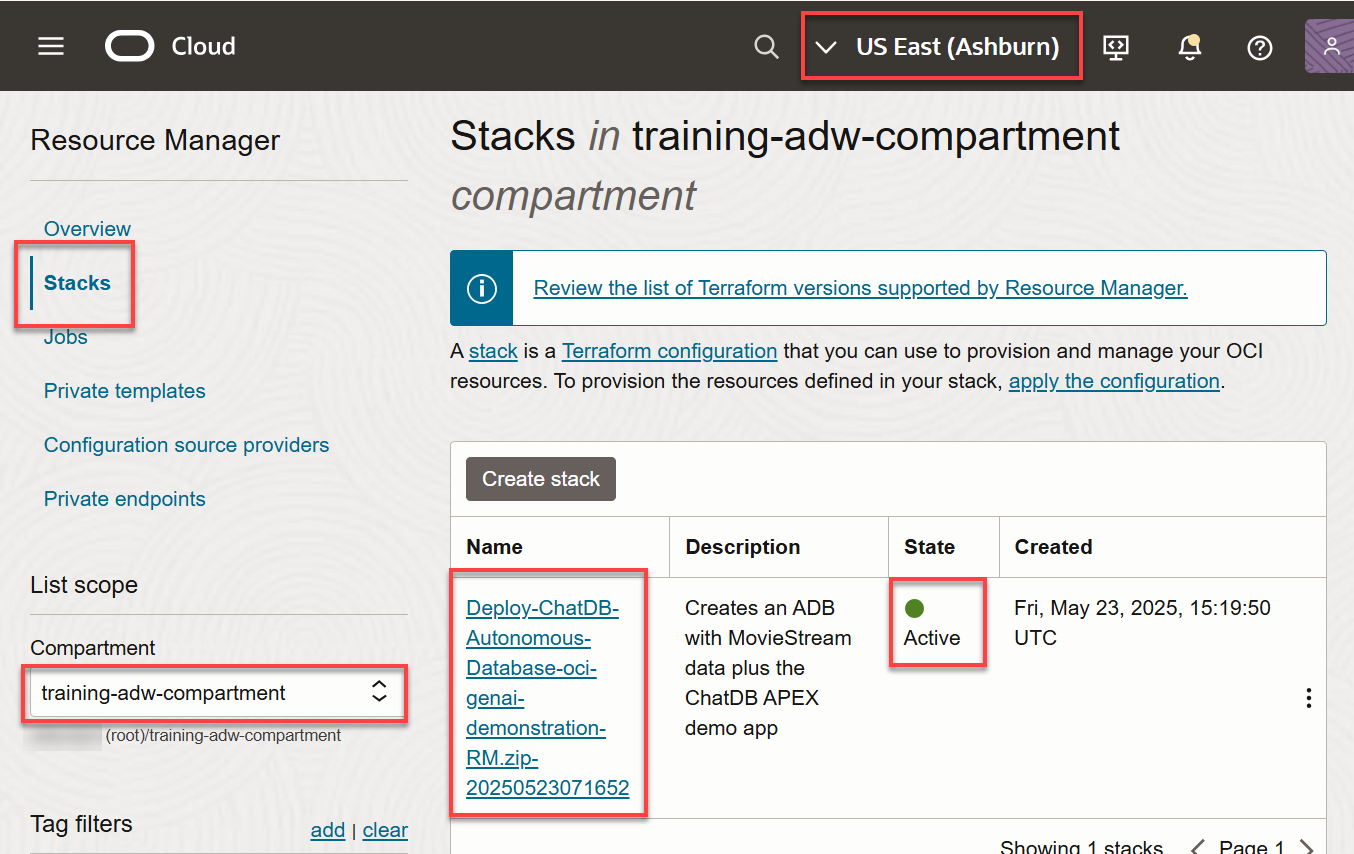 Cloud
US East (Ashburn)
Resource Manager
Overview
Stacks
Jobs
Private templates
Configuration source providers
Private endpoints
List scope
Compartment
training-adw-compartment
(root)/training-adw-compartment
Tag filters
add | clear
Stacks in training-adw-compartment
compartment
Review the list of Terraform versions supported by Resource Manager.
A stack is a Terraform configuration that you can use to provision and manage your OCI
resources. To provision the resources defined in your stack, apply the configuration.
Create stack
Name
Description
State
Created
Deploy-ChatDB-
Autonomous-
Database-oci-
genai-
demonstration-
RM.zip-
20250523071652
Creates an ADB
with MovieStream
data plus the
ChatDB APEX
demo app
Active
Fri, May 23, 2025, 15:19:50
UTC
Showing 1 stacks
Page 1